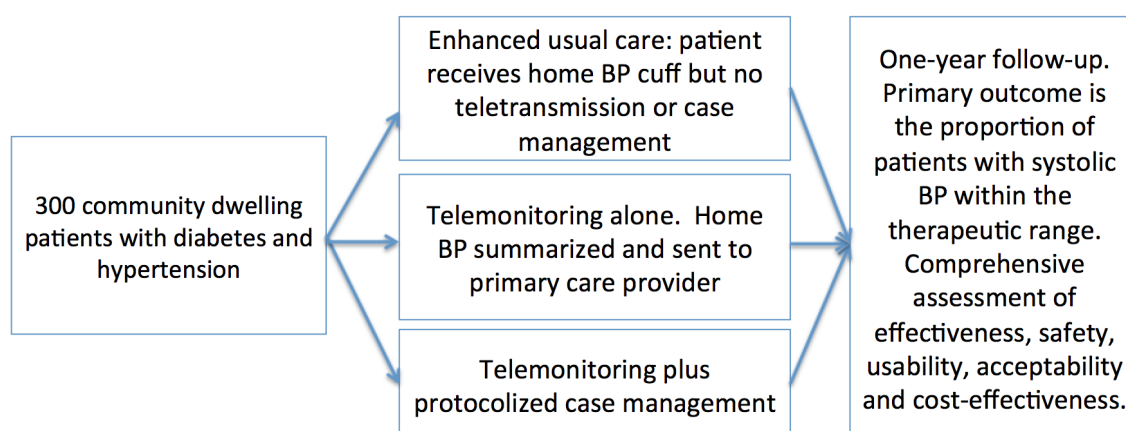 300 community dwelling
patients with diabetes and
hypertension
Enhanced usual care: patient
receives home BP cuff but no
teletransmission or case
management
Telemonitoring alone.  Home
BP summarized and sent to
primary care provider
Telemonitoring plus
protocolized case management
One-year follow-up.
Primary outcome is
the proportion of
patients with systolic
BP within the
therapeutic range.
Comprehensive
assessment of
effectiveness, safety,
usability, acceptability
and cost-effectiveness.